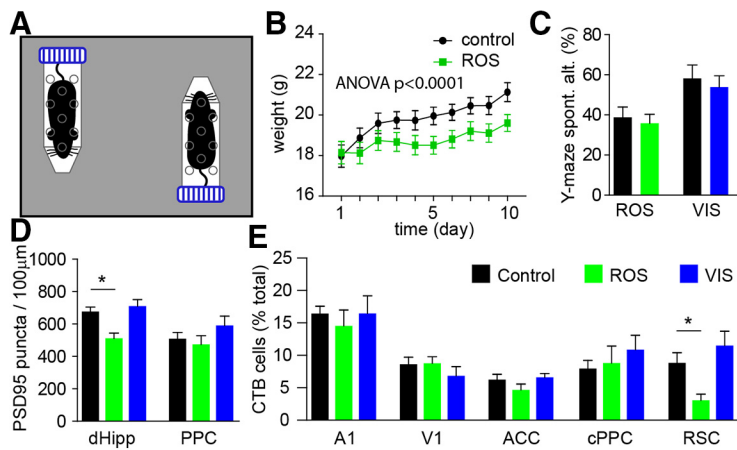 A
B
24
22
20
18
16
weight (g)
control
ROS
ANOVA p<0.0001
1
5
10
time (day)
C
80
60
40
20
0
Y-maze spont. alt. (%)
ROS
VIS
D
1000
800
600
400
200
0
PSD95 puncta / 100µm
*
dHipp
PPC
E
25
20
15
10
5
0
CTB cells (% total)
Control
ROS
VIS
*
A1
V1
ACC
cPPC
RSC